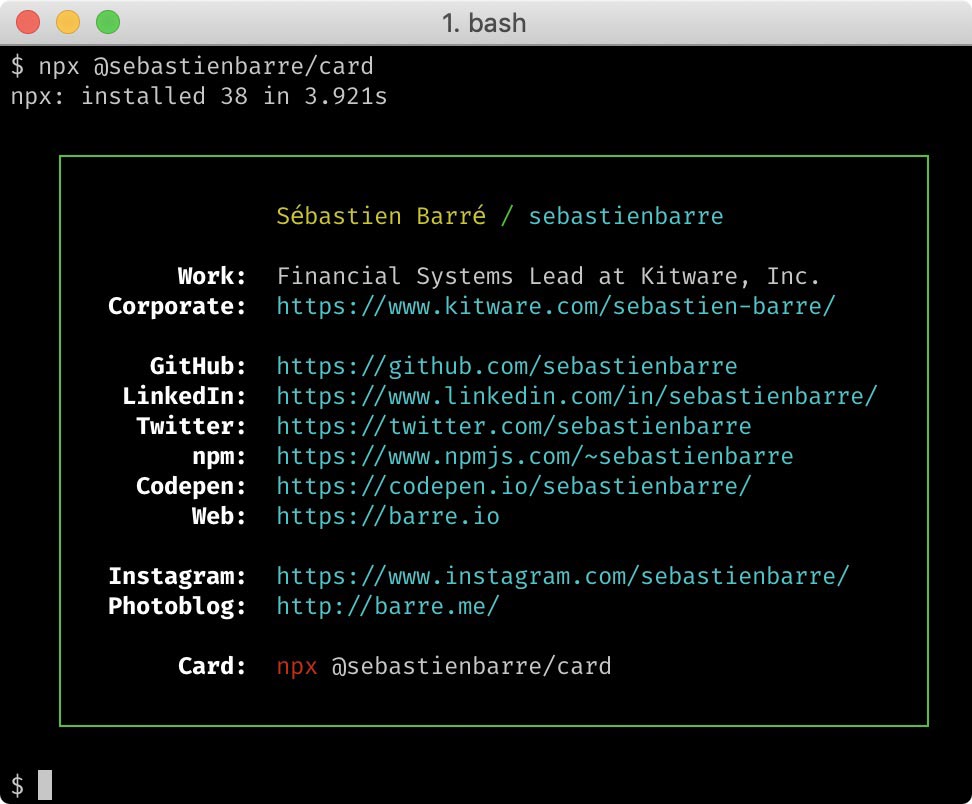 1. bash
$ npx @sebastienbarre/card
npx: installed 38 in 3.921s
Sébastien Barré / sebastienbarre
Work: Financial Systems Lead at Kitware, Inc.
Corporate: https://www.kitware.com/sebastien-barre/
GitHub: https://github.com/sebastienbarre
LinkedIn: https://www.linkedin.com/in/sebastienbarre/
Twitter: https://twitter.com/sebastienbarre
npm: https://www.npmjs.com/~sebastienbarre
Codepen: https://codepen.io/sebastienbarre/
Web: https://barre.io
Instagram: https://www.instagram.com/sebastienbarre/
Photoblog: http://barre.me/
Card: npx @sebastienbarre/card
$